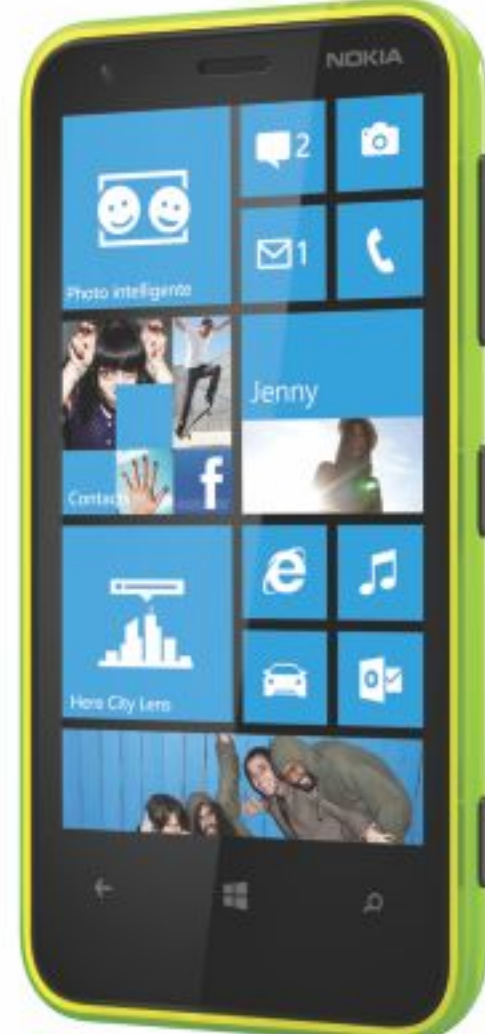 NOKIA
2
Photo intelligente
1
Jenny
Contacts
f
Here City Lens